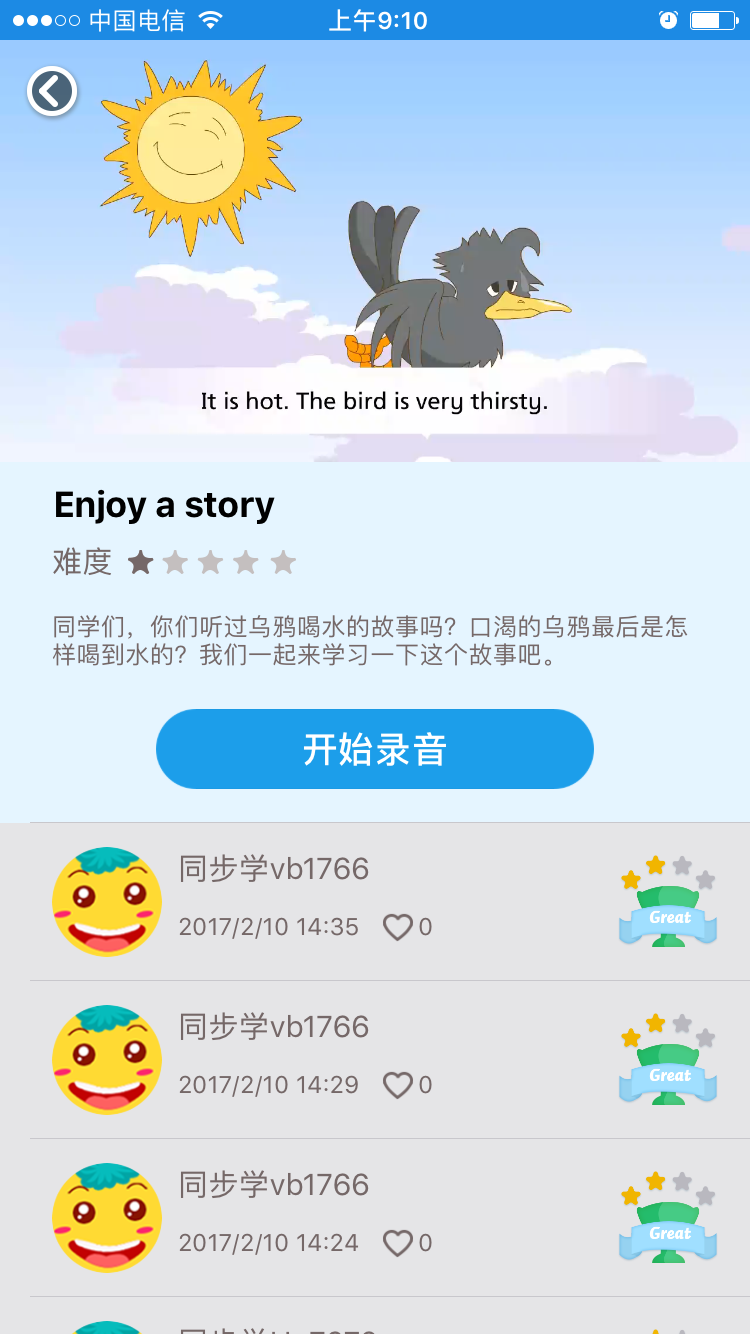 中国电信 上午9:10
It is hot. The bird is very thirsty.
Enjoy a story
难度
同学们，你们听过乌鸦喝水的故事吗？口渴的乌鸦最后是怎
样喝到水的？我们一起来学习一下这个故事吧。
开始录音
同步学vb1766
2017/2/10 14:35 0
Great
同步学vb1766
2017/2/10 14:29 0
Great
同步学vb1766
2017/2/10 14:24 0
Great